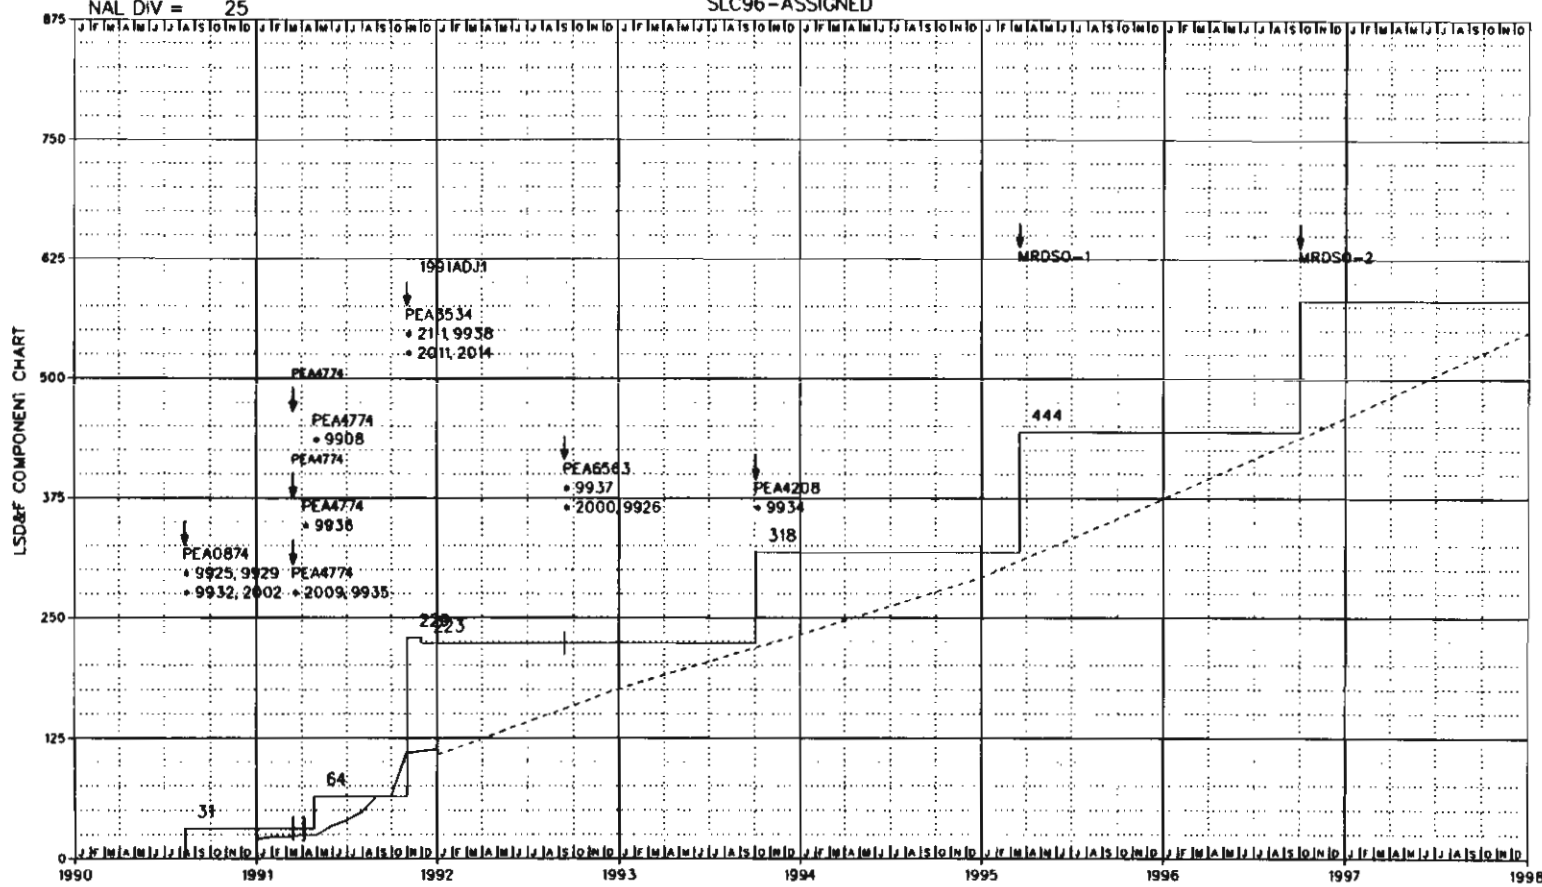 NAL DIV = 25
SLC96-ASSIGNED
875
J F M A M J J A S O N D J F M A M J J A S O N D J F M A M J J A S O N D J F M A M J J A S O N D J F M A M J J A S O N D J F M A M J J A S O N D J F M A M J J A S O N D J F M A M J J A S O N D
750
625
MRDSO-1
MRDSO-2
1991ADJ1
PEA3534
* 2111, 9938
* 2011, 2014
LSD&F COMPONENT CHART
500
PEA4774
PEA4774
* 9908
444
PEA4774
PEA6563
* 9937
* 2000, 9926
PEA4208
* 9934
375
PEA4774
* 9938
318
PEA0874
* 9925, 9929
* 9932, 2002
PEA4774
* 2009, 9935
250
223
125
64
31
0
J F M A M J J A S O N D J F M A M J J A S O N D J F M A M J J A S O N D J F M A M J J A S O N D J F M A M J J A S O N D J F M A M J J A S O N D J F M A M J J A S O N D J F M A M J J A S O N D
1990 1991 1992 1993 1994 1995 1996 1997 1998